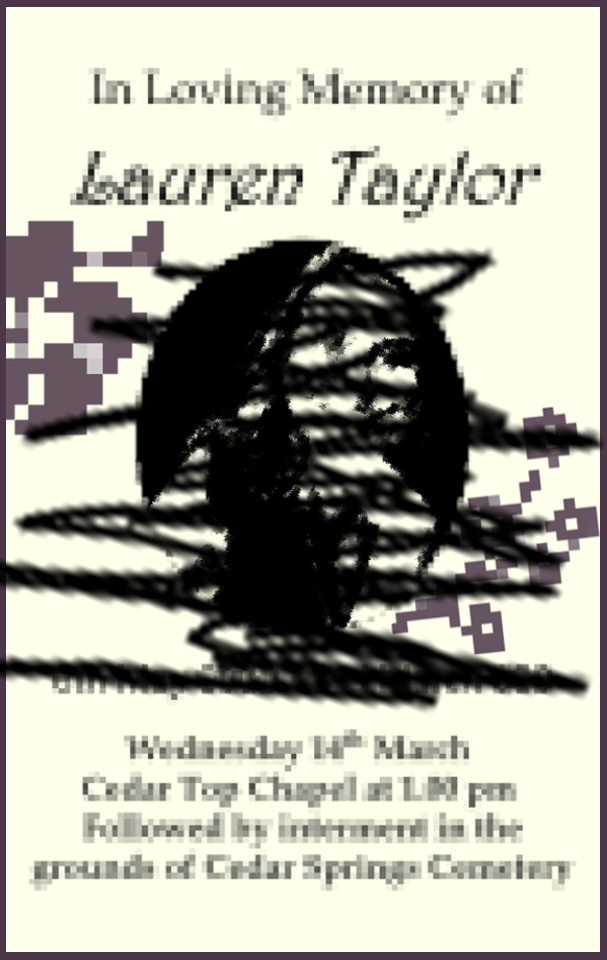 In Loving Memory of
Lauren Taylor
Wednesday 14th March
Cedar Top Chapel at 1.00 pm
Followed by interment in the
grounds of Cedar Springs Cemetery